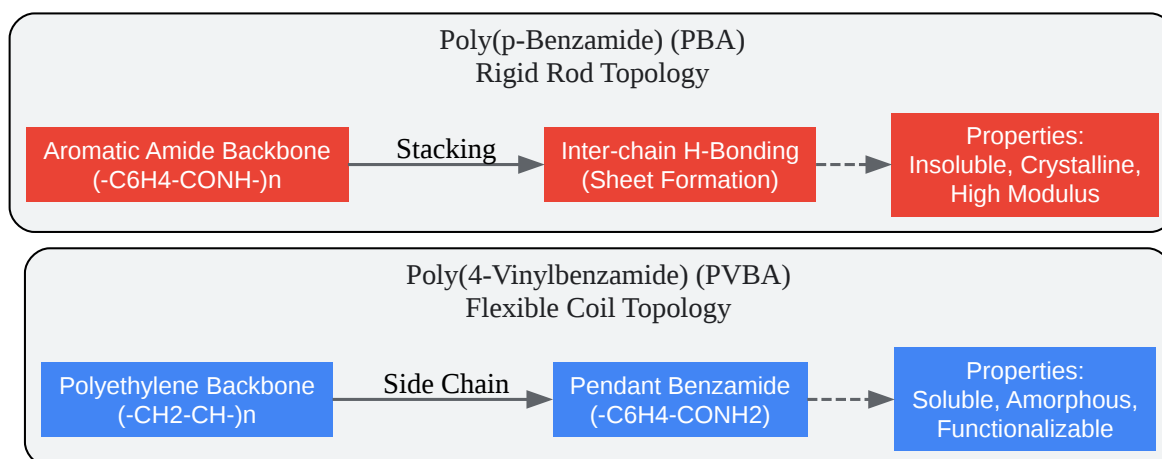 Poly(p-Benzamide) (PBA)
Rigid Rod Topology
Aromatic Amide Backbone
(-C6H4-CONH-)n
Stacking
Inter-chain H-Bonding
(Sheet Formation)
Properties:
Insoluble, Crystalline,
High Modulus
Poly(4-Vinylbenzamide) (PVBA)
Flexible Coil Topology
Polyethylene Backbone
(-CH2-CH-)n
Side Chain
Pendant Benzamide
(-C6H4-CONH2)
Properties:
Soluble, Amorphous,
Functionalizable